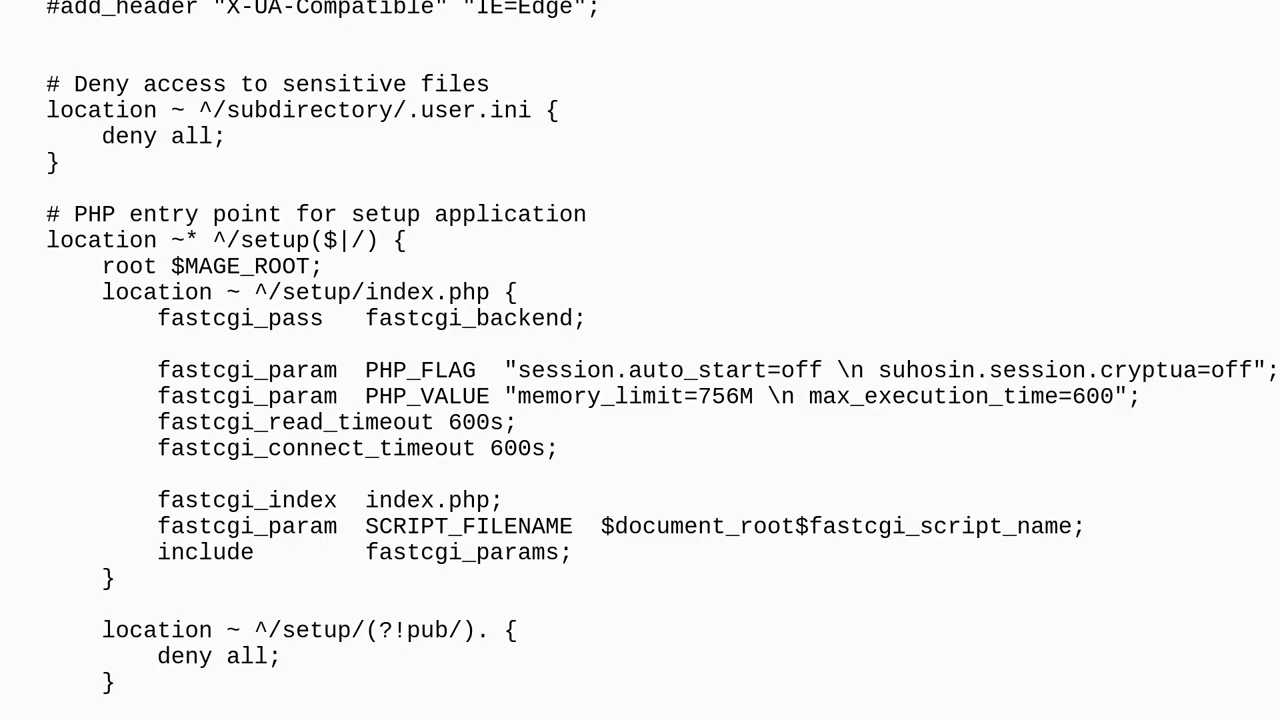 #add_header "X-UA-Compatible" "IE=Edge";
# Deny access to sensitive files
location ~ ^/subdirectory/.user.ini {
    deny all;
}
# PHP entry point for setup application
location ~* ^/setup($|/) {
    root $MAGE_ROOT;
    location ~ ^/setup/index.php {
        fastcgi_pass   fastcgi_backend;
        fastcgi_param  PHP_FLAG  "session.auto_start=off \n suhosin.session.cryptua=off";
        fastcgi_param  PHP_VALUE "memory_limit=756M \n max_execution_time=600";
        fastcgi_read_timeout 600s;
        fastcgi_connect_timeout 600s;
        fastcgi_index  index.php;
        fastcgi_param  SCRIPT_FILENAME  $document_root$fastcgi_script_name;
        include        fastcgi_params;
    }
    location ~ ^/setup/(?!pub/). {
        deny all;
    }